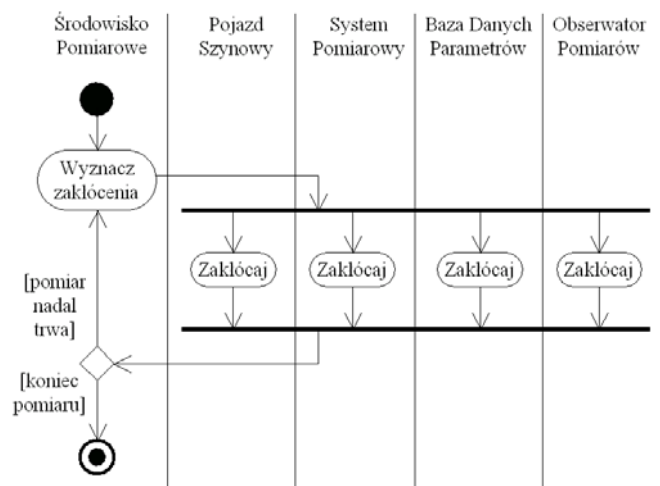 Środowisko
Pomiarowe
Pojazd
Szynowy
System
Pomiarowy
Baza Danych
Parametrów
Obserwator
Pomiarów
Wyznacz
zakłócenia
Zakłócaj
Zakłócaj
Zakłócaj
Zakłócaj
[pomiar
nadal
trwa]
[koniec
pomiaru]